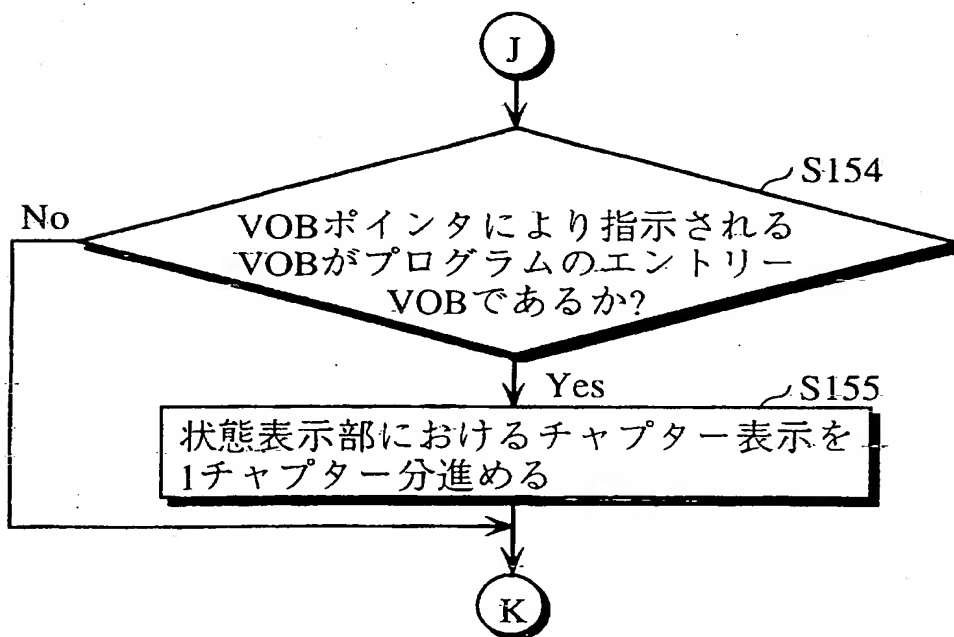 J
S154
No
VOBポインタにより指示される
VOBがプログラムのエントリー
VOBであるか?
Yes
S155
状態表示部におけるチャプター表示を
1チャプター分進める
K